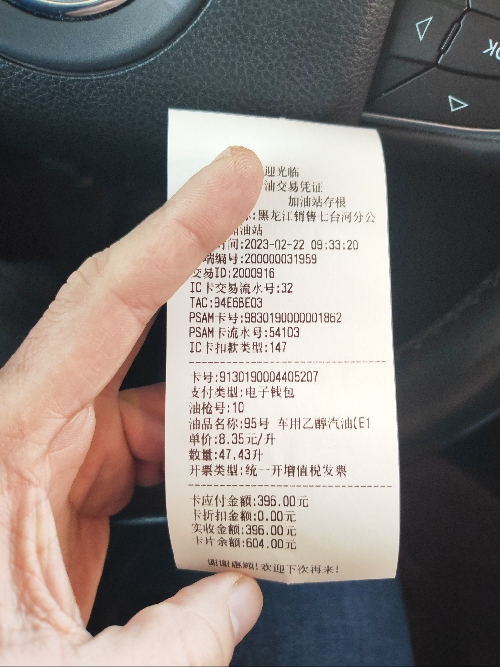 OK
迎光临
油交易凭证
加油站存根
:黑龙江销售七台河分公
油站
时间:2023-02-22 09:33:20
端编号:200000031959
交易ID:2000916
IC卡交易流水号:32
TAC:94E6BE03
PSAM卡号:9830190000001862
PSAM卡流水号:541D3
IC卡扣款类型:147
卡号:9130190004405207
支付类型:电子钱包
油枪号:10
油品名称:95号 车用乙醇汽油(E1
单价:8.35元/升
数量:47.43升
开票类型:统一开增值税发票
卡应付金额:396.00元
卡折扣金额:0.00元
实收金额:396.00元
卡片余额:604.00元
谢谢惠顾!欢迎下次再来!